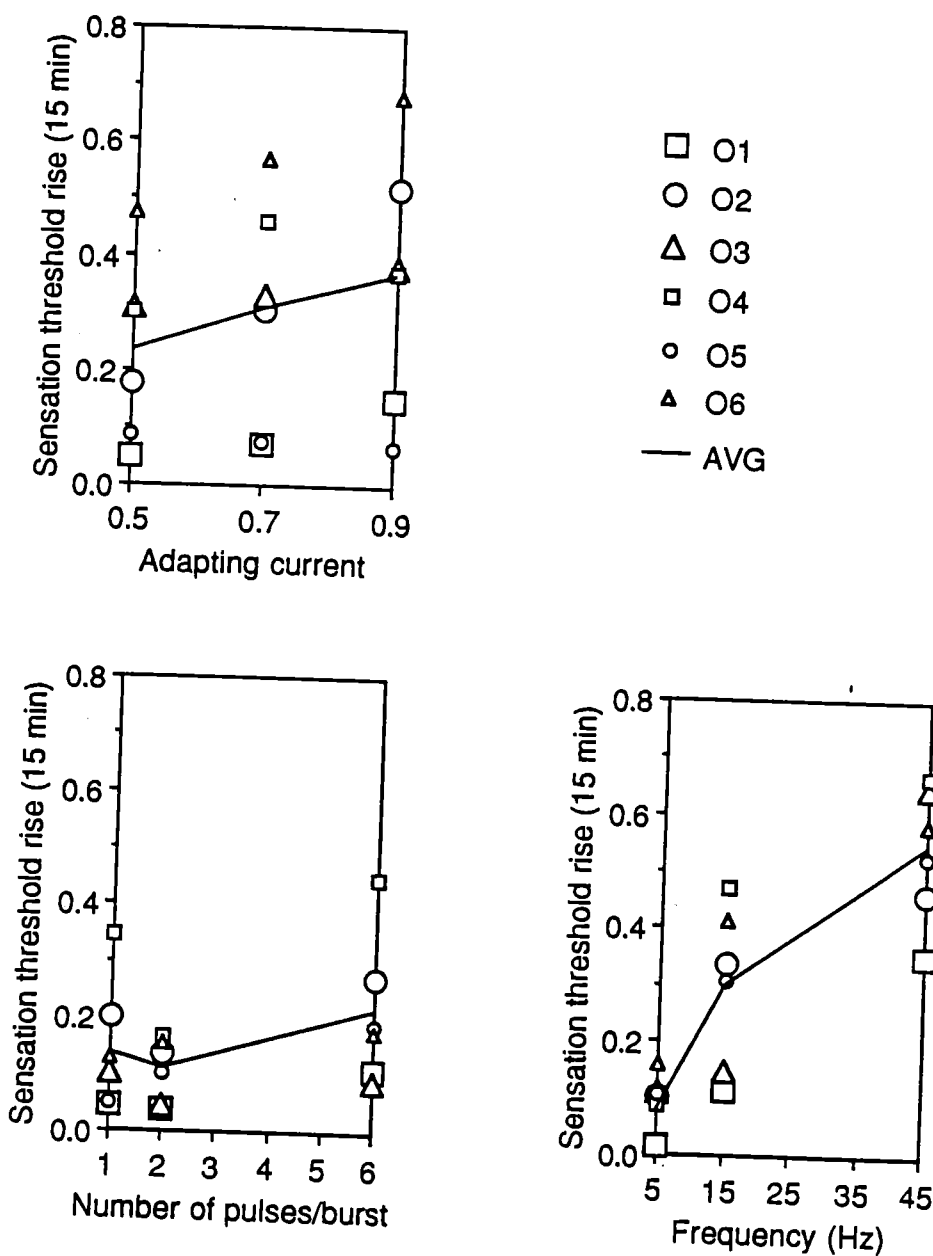 Sensation threshold rise (15 min)
0.8
0.6
0.4
0.2
0.0
0.5 0.7 0.9
Adapting current
O1
O2
O3
O4
O5
O6
AVG
Sensation threshold rise (15 min)
0.8
0.6
0.4
0.2
0.0
1 2 3 4 5 6
Number of pulses/burst
Sensation threshold rise (15 min)
0.8
0.6
0.4
0.2
0.0
5 15 25 35 45
Frequency (Hz)